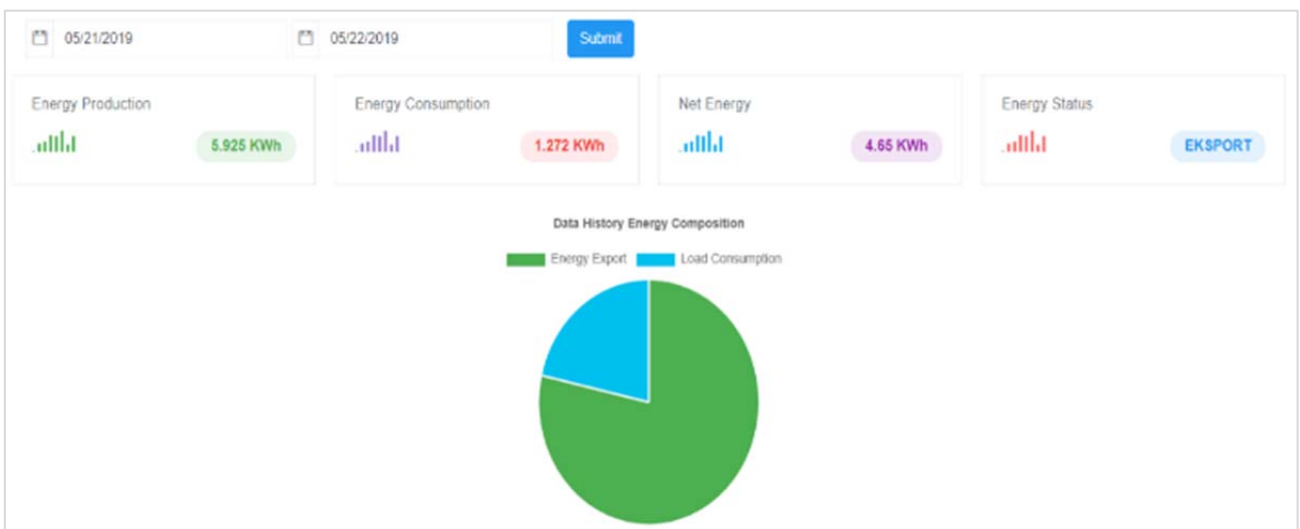 05/21/2019 05/22/2019 Submit
Energy Production Energy Consumption Net Energy Energy Status
5.925 KWh 1.272 KWh 4.65 KWh EKSPORT
Data History Energy Composition
Energy Export Load Consumption